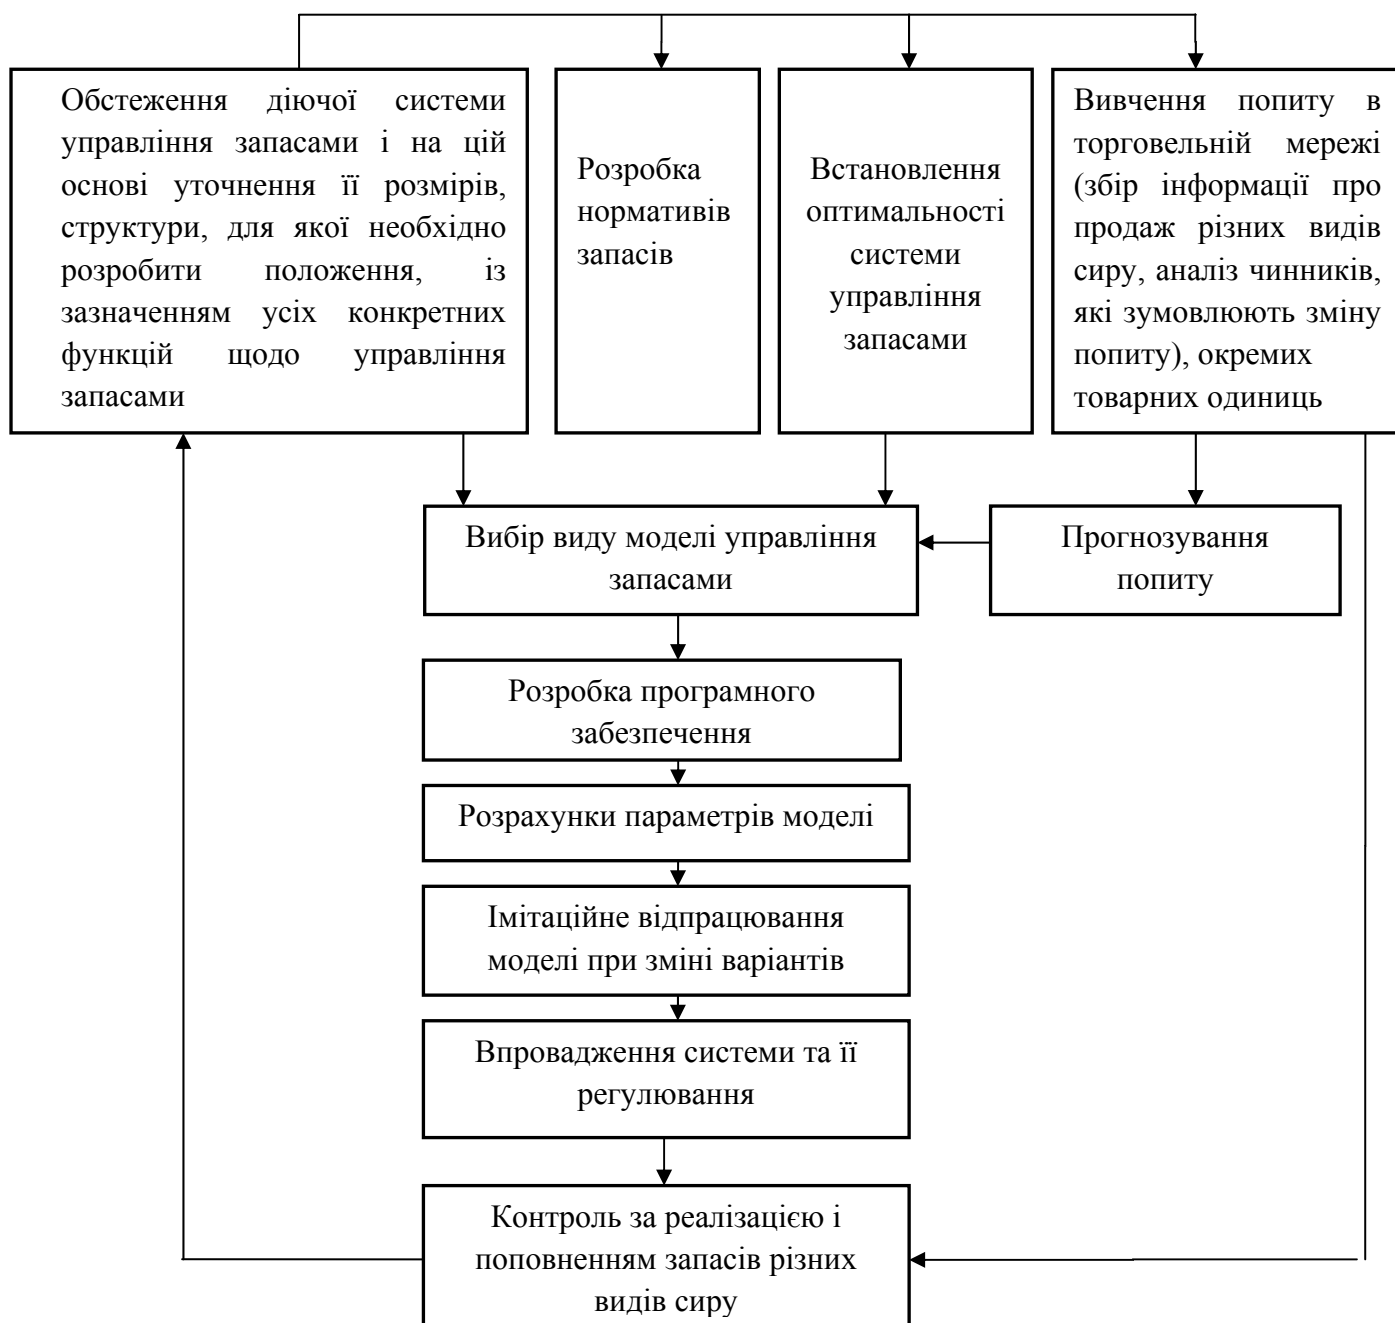 Обстеження діючої системи
управління запасами і на цій
основі уточнення її розмірів,
структури, для якої необхідно
розробити положення, із
зазначенням усіх конкретних
функцій щодо управління
запасами
Розробка
нормативів
запасів
Встановлення
оптимальності
системи
управління
запасами
Вивчення попиту в
торговельній мережі
(збір інформації про
продаж різних видів
сиру, аналіз чинників,
які зумовлюють зміну
попиту), окремих
товарних одиниць
Вибір виду моделі управління
запасами
Прогнозування
попиту
Розробка програмного
забезпечення
Розрахунки параметрів моделі
Імітаційне відпрацювання
моделі при зміні варіантів
Впровадження системи та її
регулювання
Контроль за реалізацією і
поповненням запасів різних
видів сиру